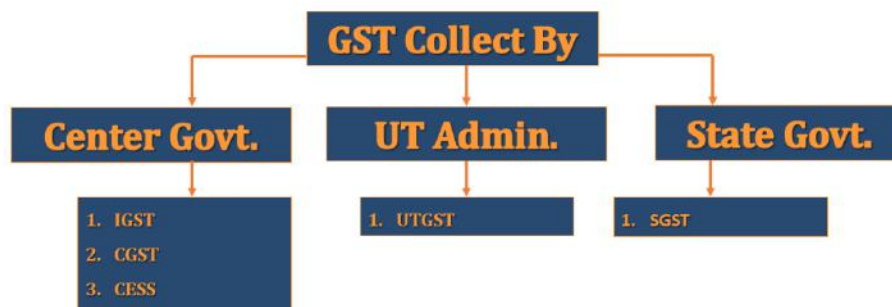 GST Collect By
Center Govt.
UT Admin.
State Govt.
1. IGST
2. CGST
3. CESS
1. UTGST
1. SGST